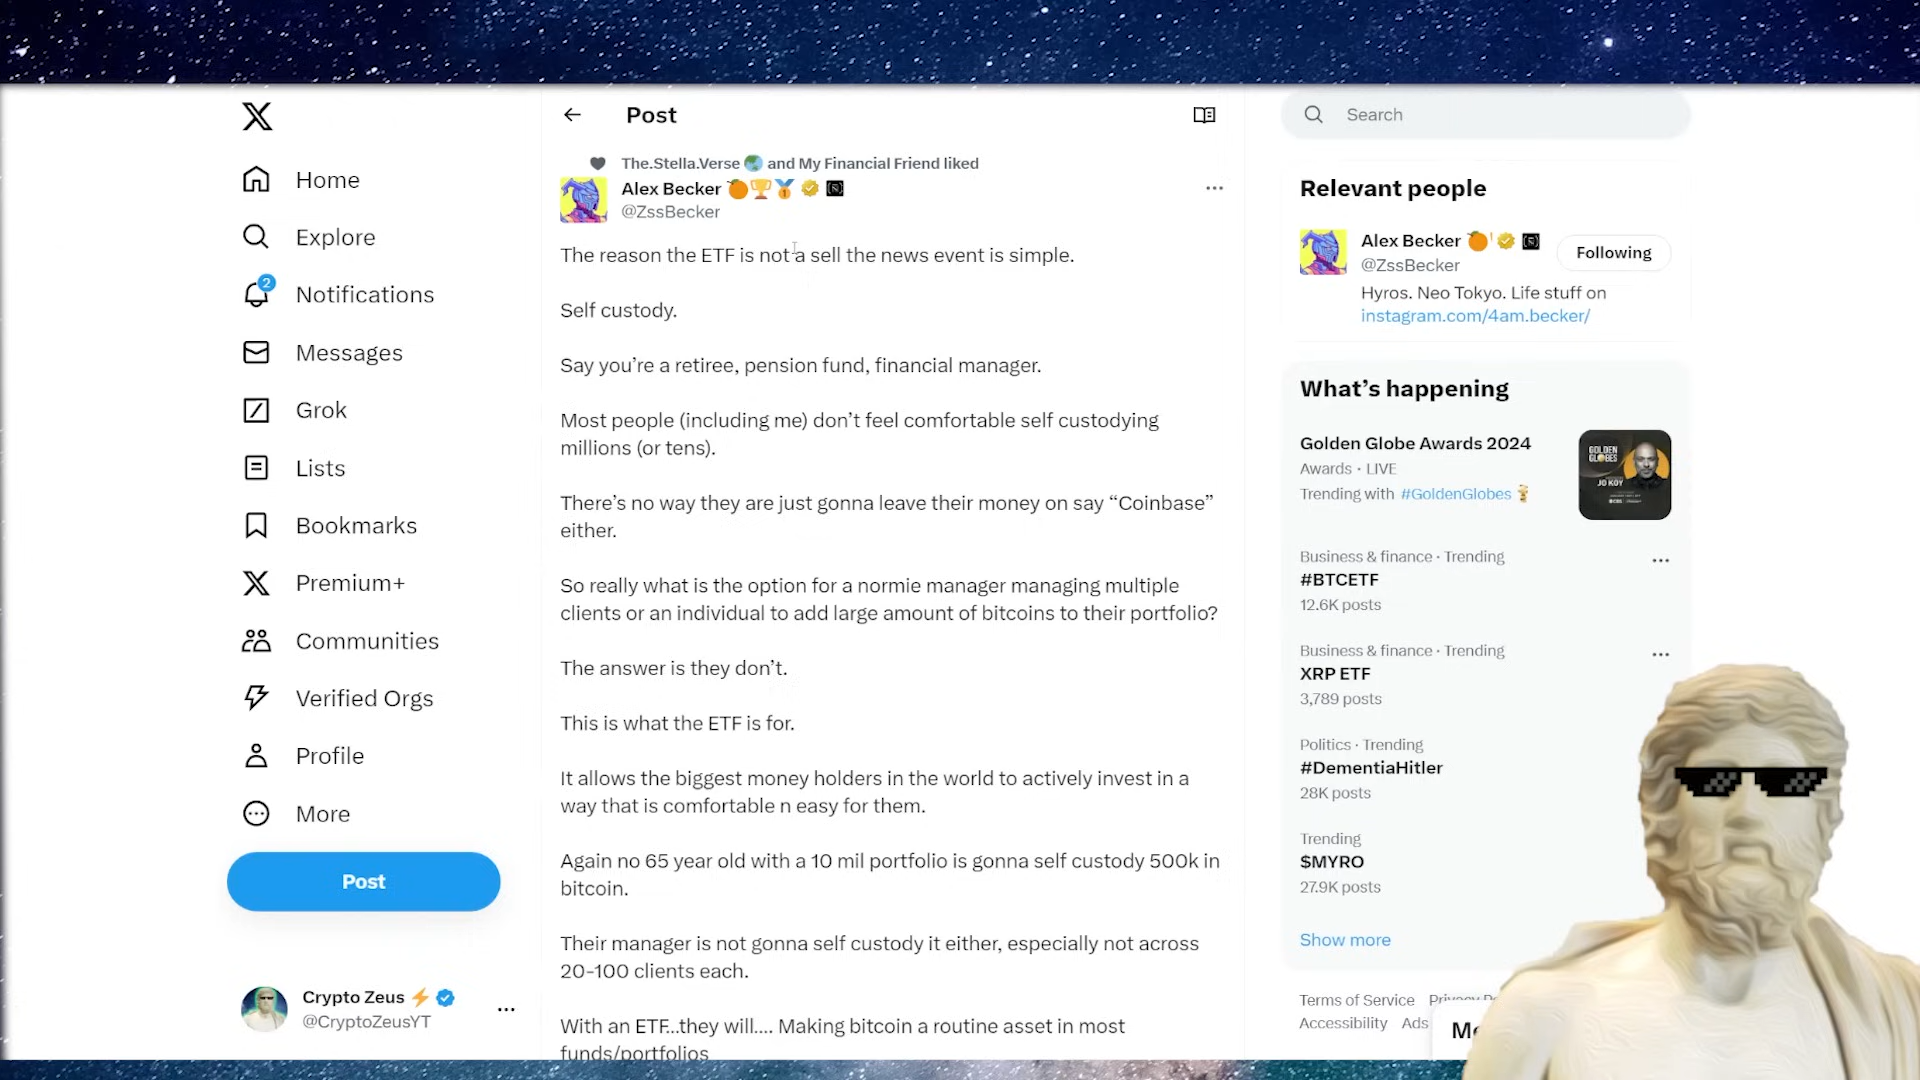 Home
Explore
2
Notifications
Messages
Grok
Lists
Bookmarks
Premium+
Communities
Verified Orgs
Profile
More
Post
Crypto Zeus
@CryptoZeusYT
Post
The.Stella.Verse and My Financial Friend liked
Alex Becker
@ZssBecker
The reason the ETF is not a sell the news event is simple.
Self custody.
Say you’re a retiree, pension fund, financial manager.
Most people (including me) don’t feel comfortable self custodying
millions (or tens).
There’s no way they are just gonna leave their money on say “Coinbase”
either.
So really what is the option for a normie manager managing multiple
clients or an individual to add large amount of bitcoins to their portfolio?
The answer is they don’t.
This is what the ETF is for.
It allows the biggest money holders in the world to actively invest in a
way that is comfortable n easy for them.
Again no 65 year old with a 10 mil portfolio is gonna self custody 500k in
bitcoin.
Their manager is not gonna self custody it either, especially not across
20-100 clients each.
With an ETF...they will.... Making bitcoin a routine asset in most
funds/portfolios
Search
Relevant people
Alex Becker
@ZssBecker
Following
Hyros. Neo Tokyo. Life stuff on
instagram.com/4am.becker/
What’s happening
Golden Globe Awards 2024
Awards · LIVE
Trending with #GoldenGlobes
GOLDEN
GLOBES
JO KOY
Business & finance · Trending
#BTCETF
12.6K posts
Business & finance · Trending
XRP ETF
3,789 posts
Politics · Trending
#DementiaHitler
28K posts
Trending
$MYRO
27.9K posts
Show more
Terms of Service
Accessibility Ads